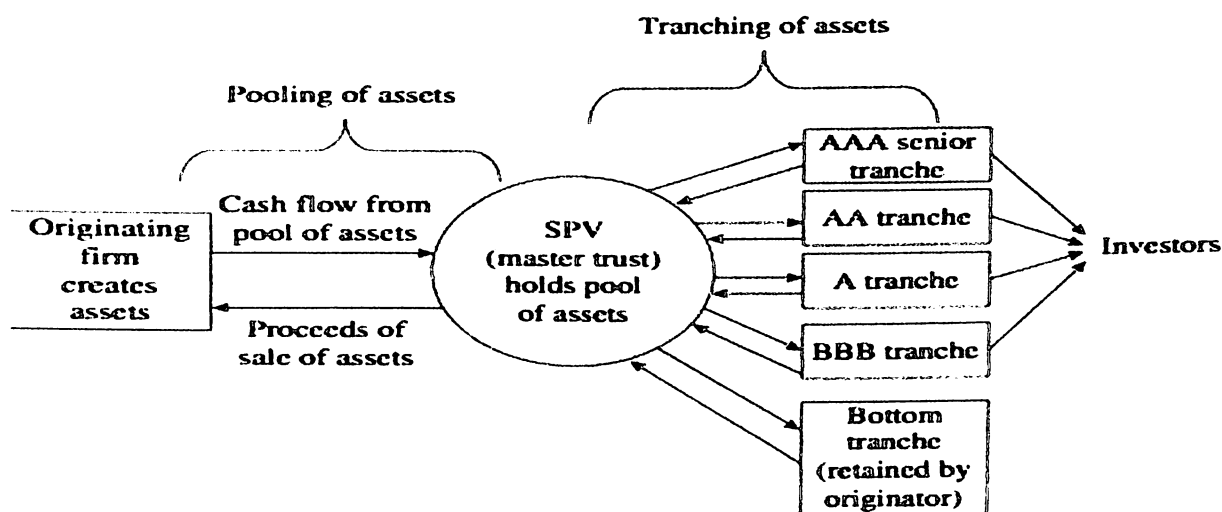 Tranching of assets
Pooling of assets
Originating
firm
creates
assets
Cash flow from
pool of assets
Proceeds of
sale of assets
SPV
(master trust)
holds pool
of assets
AAA senior
tranche
AA tranche
A tranche
BBB tranche
Bottom
tranche
(retained by
originator)
Investors